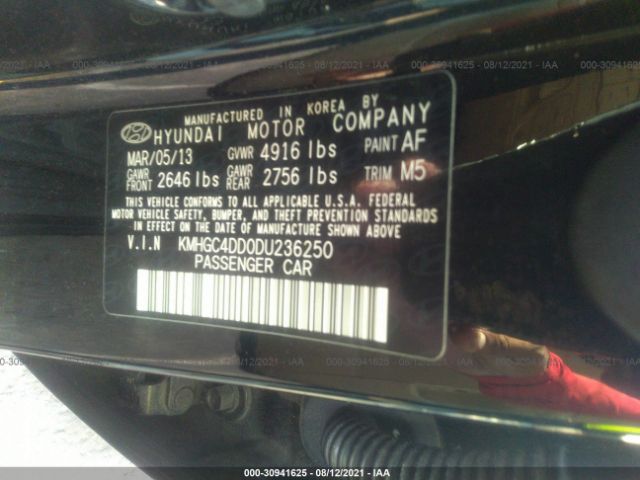 MANUFACTURED IN KOREA BY
HYUNDAI MOTOR COMPANY
MAR/05/13 GVWR 4916 lbs PAINT AF
GAWR FRONT 2646 lbs GAWR REAR 2756 lbs TRIM M5
THIS VEHICLE CONFORMS TO ALL APPLICABLE U.S.A. FEDERAL
MOTOR VEHICLE SAFETY, BUMPER, AND THEFT PREVENTION STANDARDS
IN EFFECT ON THE DATE OF MANUFACTURE SHOWN ABOVE.
V.I.N KMHGC4DD0DU236250
PASSENGER CAR
000-30941625 - 08/12/2021 - IAA